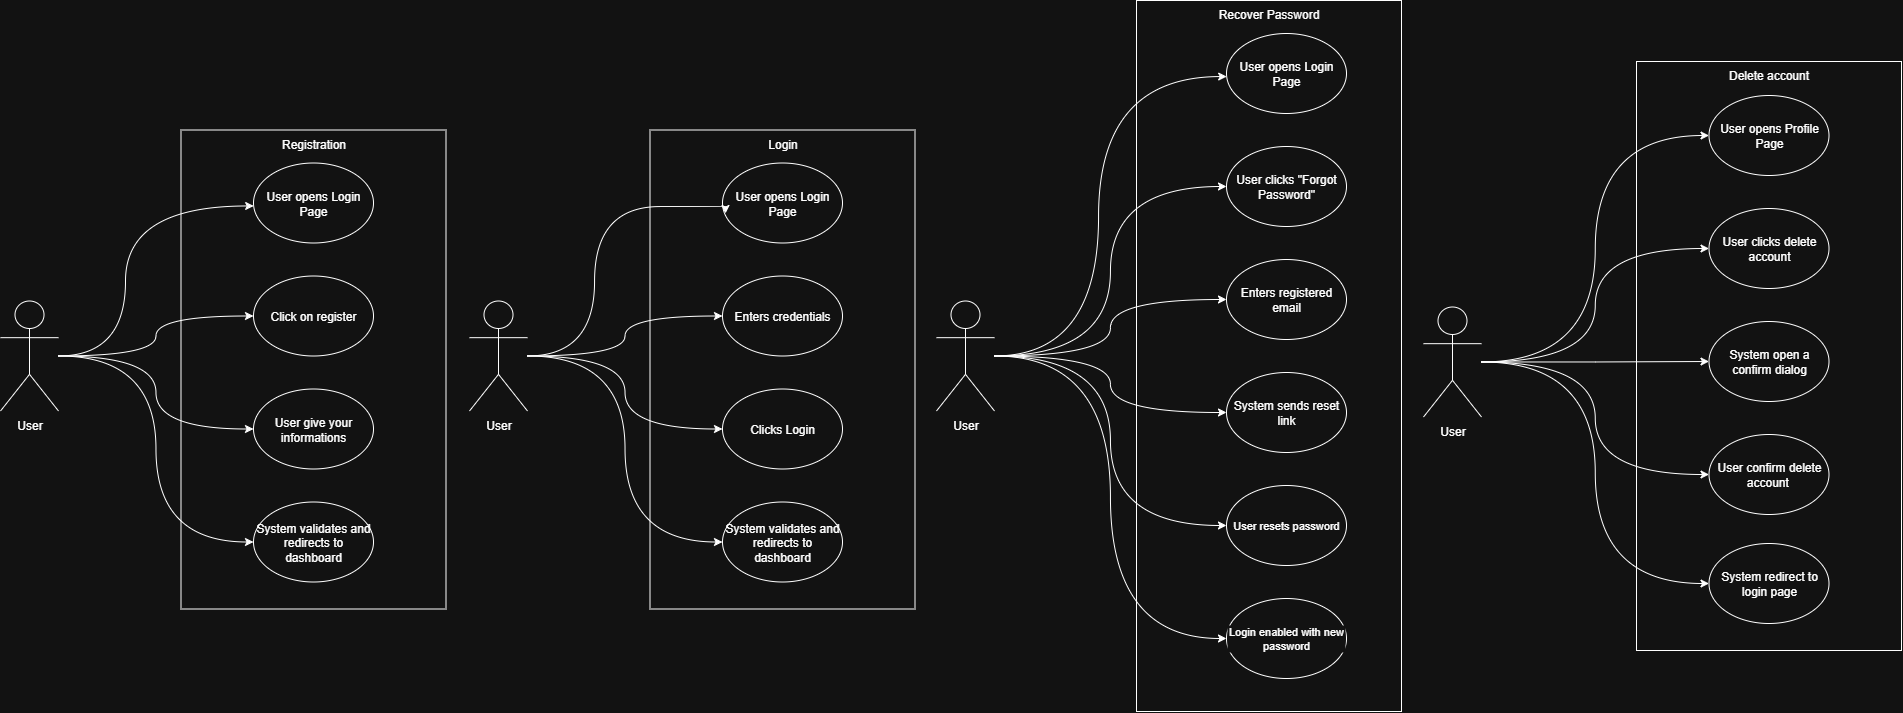 Registration
User opens Login
Page
Click on register
User give your
informations
System validates and
redirects to
dashboard
User
Login
User opens Login
Page
Enters credentials
Clicks Login
System validates and
redirects to
dashboard
User
Recover Password
User opens Login
Page
User clicks "Forgot
Password"
Enters registered
email
System sends reset
link
User resets password
Login enabled with new
password
User
Delete account
User opens Profile
Page
User clicks delete
account
System open a
confirm dialog
User confirm delete
account
System redirect to
login page
User